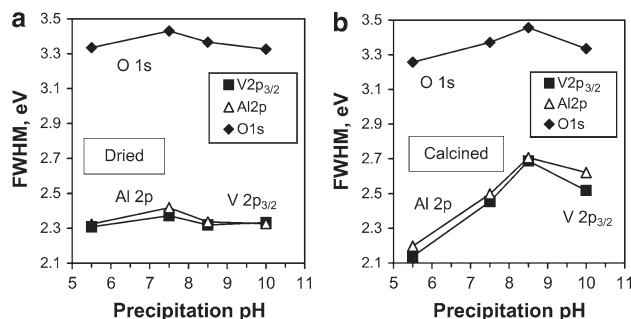 a
FWHM, eV
3.5
3.3
3.1
2.9
2.7
2.5
2.3
2.1
O 1s
V2p3/2
Al2p
O1s
Dried
Al 2p
V 2p3/2
5 6 7 8 9 10 11
Precipitation pH
b
FWHM, eV
3.5
3.3
3.1
2.9
2.7
2.5
2.3
2.1
O 1s
V2p3/2
Al2p
O1s
Calcined
Al 2p
V 2p3/2
5 6 7 8 9 10 11
Precipitation pH